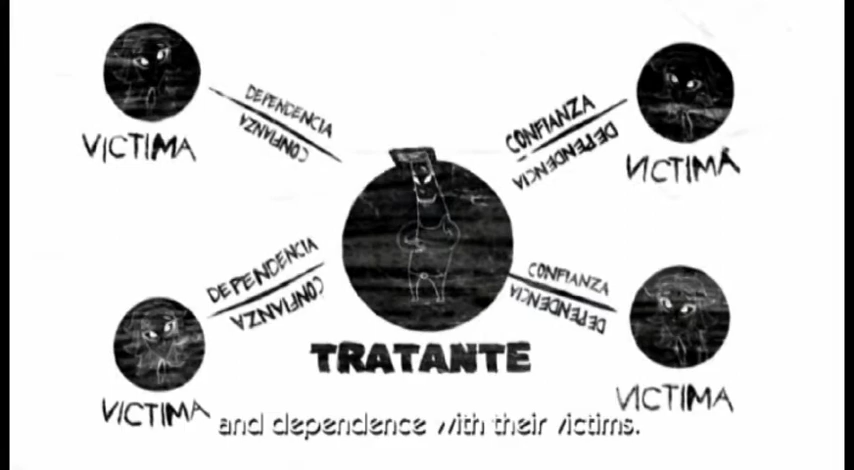 DEPENDENCIA
CONFIANZA
VICTIMA
CONFIANZA
DEPENDENCIA
VICTIMA
DEPENDENCIA
CONFIANZA
VICTIMA
CONFIANZA
DEPENDENCIA
VICTIMA
TRATANTE
and dependence with their victims.